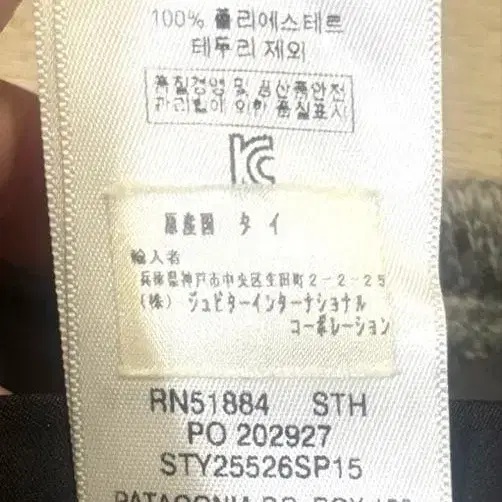 100% 폴리에스테르
테두리 제외
품질경영 및 공산품안전
관리법에 의한 품질표시
原産国 タイ
輸入者
兵庫県神戸市中央区生田町2-2-25
(株) ジュピターインターナショナル
コーポレーション
RN51884 STH
PO 202927
STY25526SP15
PATAGONIA P.O. BOX 150